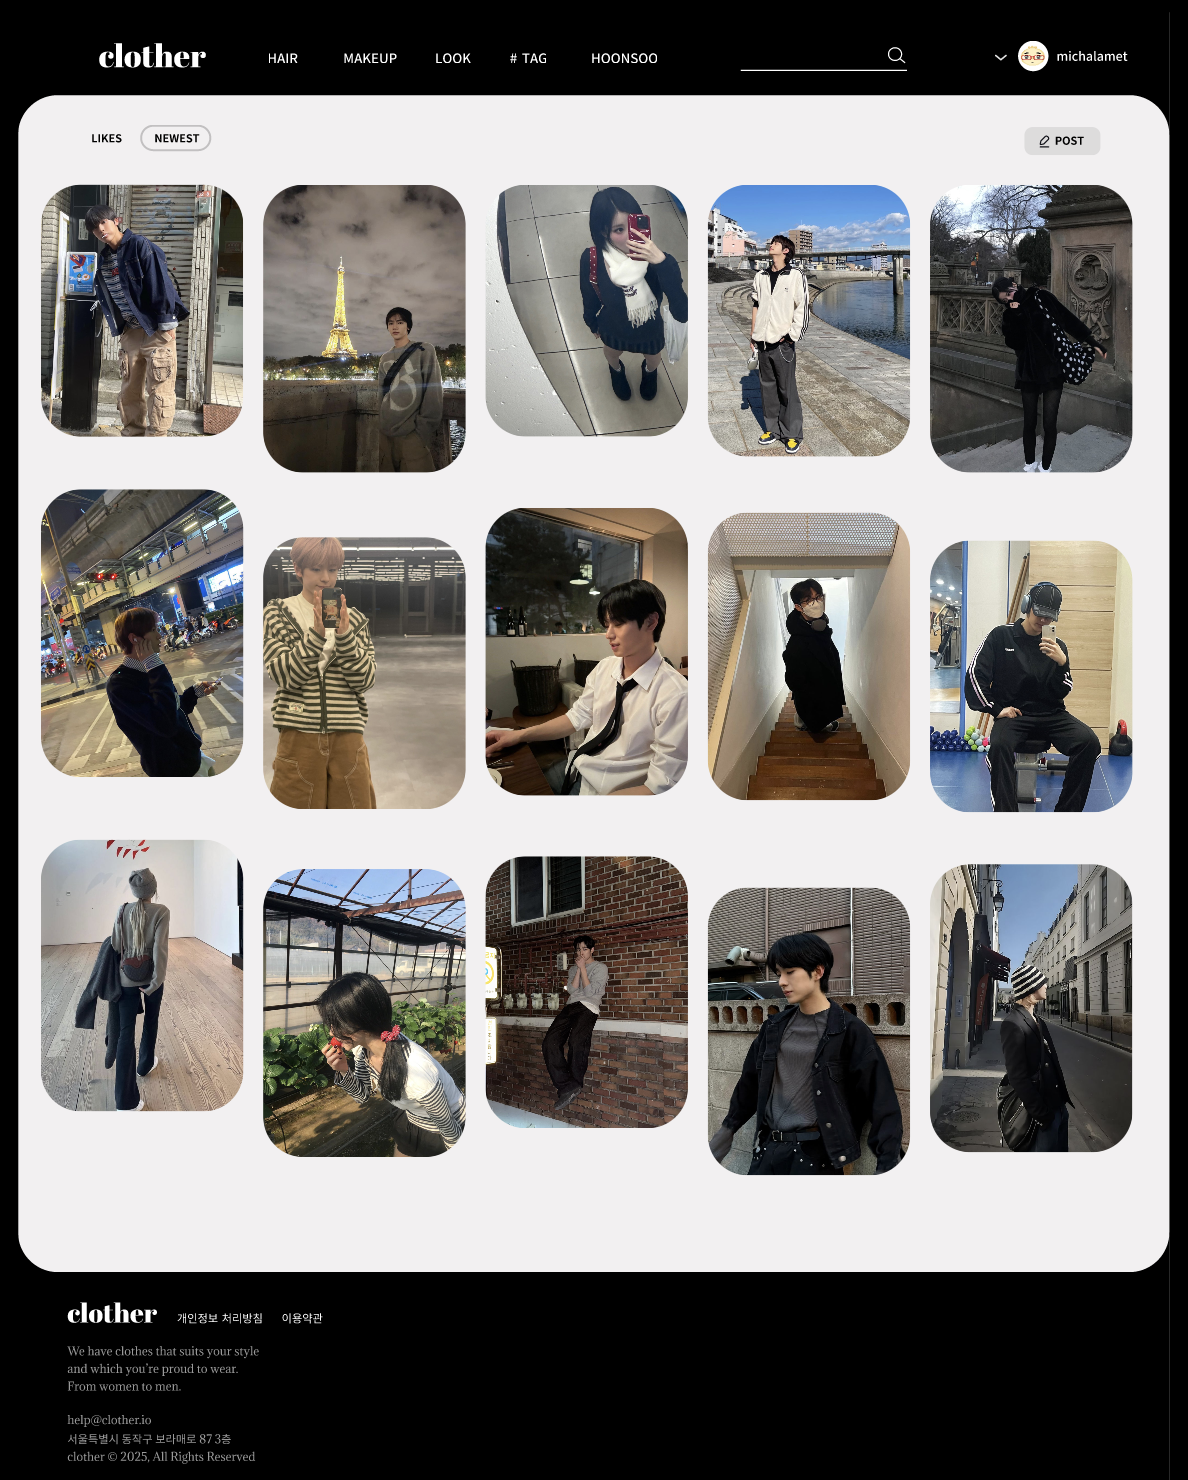 clother
HAIR
MAKEUP
LOOK
# TAG
HOONSOO
michalamet
LIKES
NEWEST
POST
clother
개인정보 처리방침
이용약관
We have clothes that suits your style
and which you're proud to wear.
From women to men.
help@clother.io
서울특별시 동작구 보라매로 87 3층
clother © 2025, All Rights Reserved